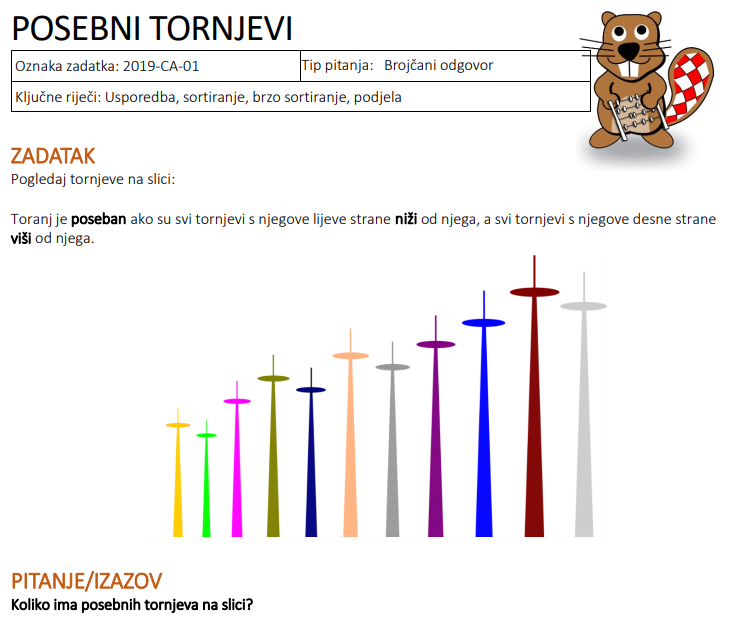 POSEBNI TORNJEVI
Oznaka zadatka: 2019-CA-01
Tip pitanja: Brojčani odgovor
Ključne riječi: Usporedba, sortiranje, brzo sortiranje, podjela
ZADATAK
Pogledaj tornjeve na slici:
Toranj je poseban ako su svi tornjevi s njegove lijeve strane niži od njega, a svi tornjevi s njegove desne strane
viši od njega.
PITANJE/IZAZOV
Koliko ima posebnih tornjeva na slici?